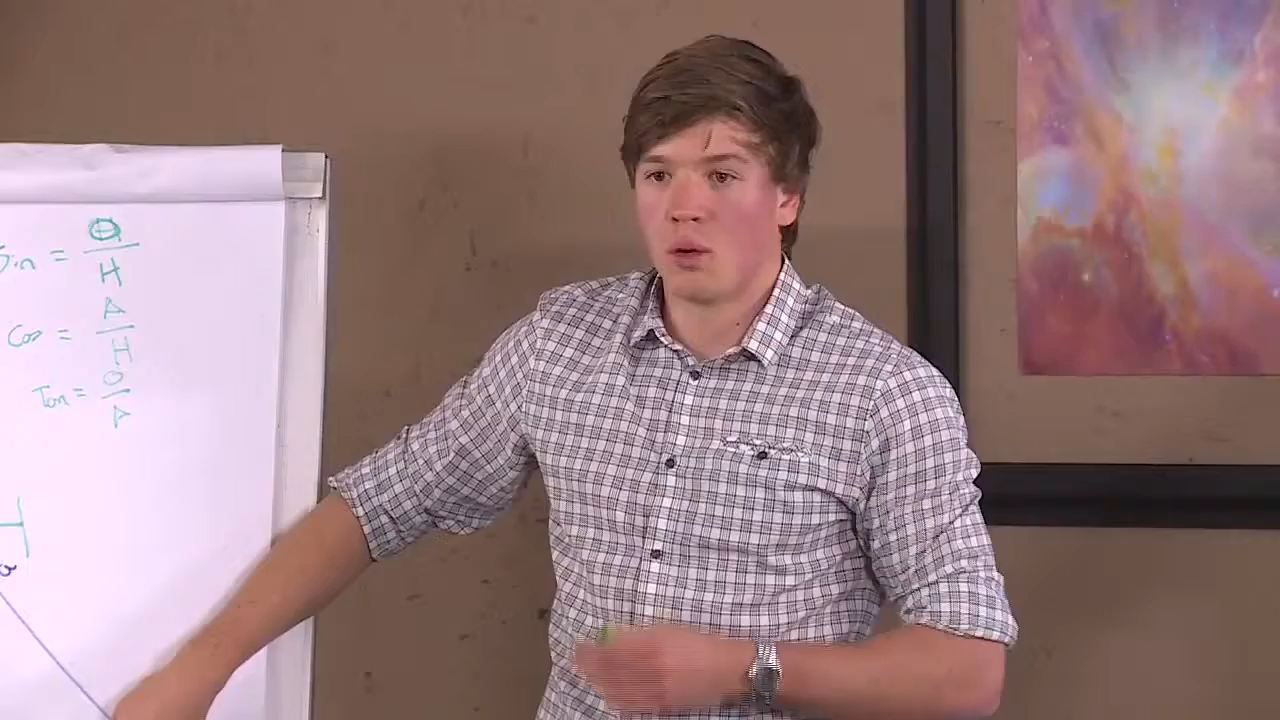 Sin = O/H
Cos = A/H
Tan = O/A